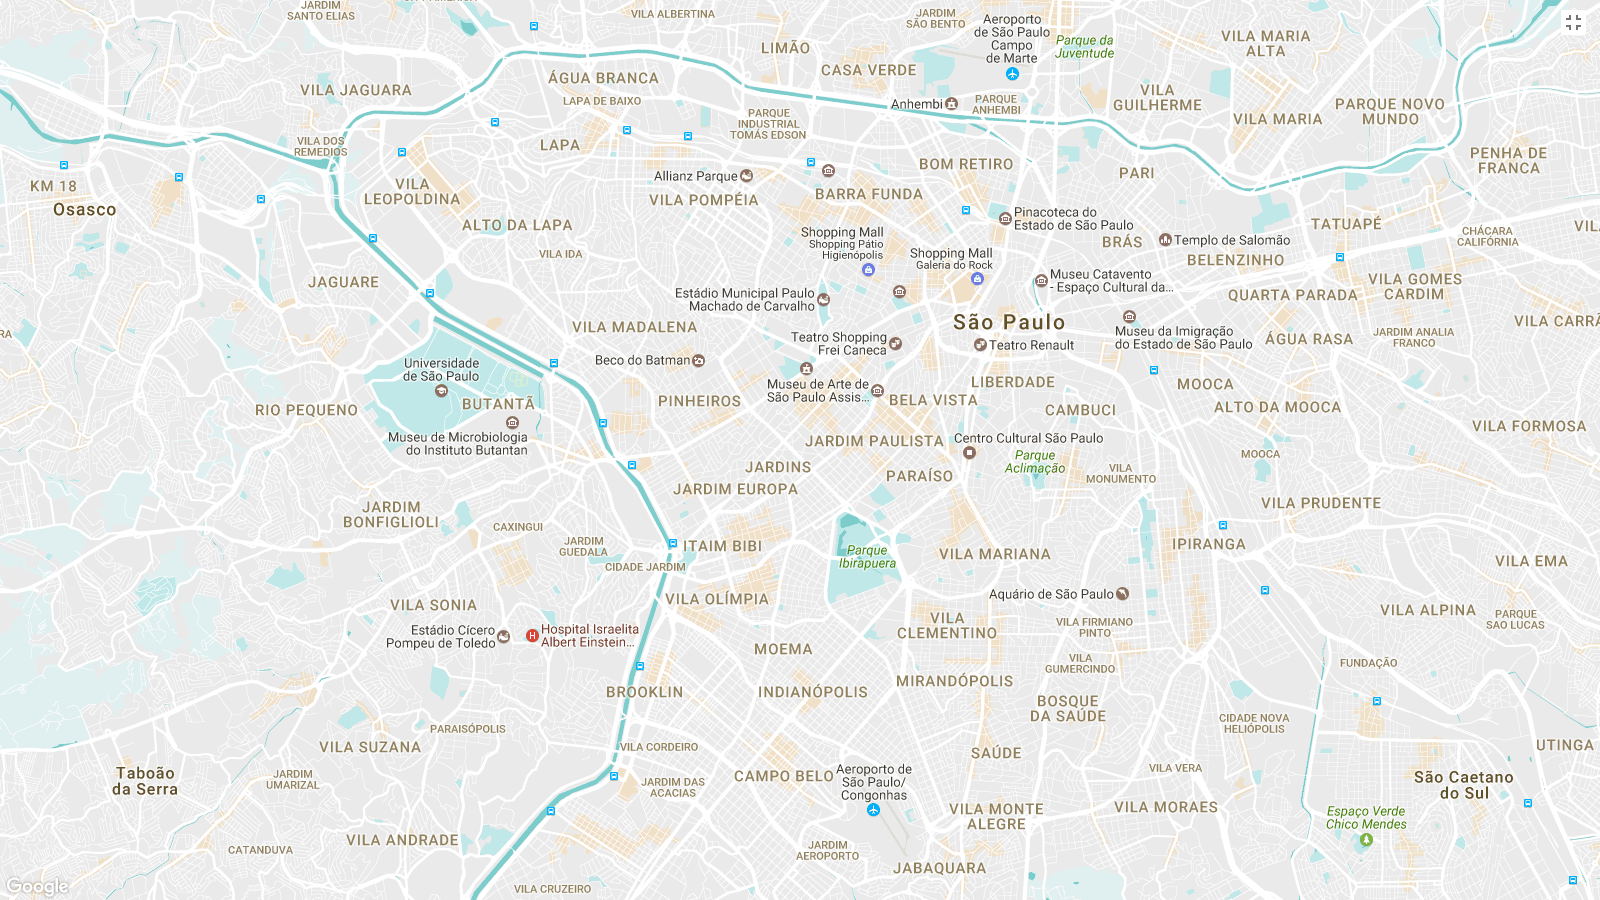 JARDIM
SANTO ELIAS
VILA ALBERTINA
JARDIM
SÃO BENTO
Aeroporto
de São Paulo
Campo
de Marte
Parque da
Juventude
VILA MARIA
ALTA
LIMÃO
CASA VERDE
ÁGUA BRANCA
VILA JAGUARA
LAPA DE BAIXO
Anhembi
PARQUE
ANHEMBI
VILA
GUILHERME
PARQUE NOVO
MUNDO
VILA MARIA
PARQUE
INDUSTRIAL
TOMÁS EDSON
VILA DOS
REMEDIOS
LAPA
BOM RETIRO
PARI
PENHA DE
FRANCA
KM 18
Osasco
VILA
LEOPOLDINA
Allianz Parque
VILA POMPÉIA
BARRA FUNDA
ALTO DA LAPA
Pinacoteca do
Estado de São Paulo
TATUAPÉ
CHÁCARA
CALIFÓRNIA
Shopping Mall
Shopping Pátio
Higienópolis
Shopping Mall
Galeria do Rock
BRÁS
Templo de Salomão
BELENZINHO
VILA IDA
JAGUARE
Museu Catavento
- Espaço Cultural da...
VILA GOMES
CARDIM
QUARTA PARADA
Estádio Municipal Paulo
Machado de Carvalho
VILA MADALENA
São Paulo
Museu da Imigração
do Estado de São Paulo
ÁGUA RASA
JARDIM ANALIA
FRANCO
VILA CARRÃ
Teatro Shopping
Frei Caneca
Teatro Renault
Beco do Batman
Universidade
de São Paulo
Museu de Arte de
São Paulo Assis...
LIBERDADE
MOOCA
BUTANTÃ
RIO PEQUENO
PINHEIROS
BELA VISTA
CAMBUCI
ALTO DA MOOCA
VILA FORMOSA
Museu de Microbiologia
do Instituto Butantan
JARDIM PAULISTA
Centro Cultural São Paulo
Parque
Aclimação
MOOCA
JARDINS
PARAÍSO
VILA
MONUMENTO
JARDIM EUROPA
VILA PRUDENTE
JARDIM
BONFIGLIOLI
CAXINGUI
JARDIM
GUEDALA
ITAIM BIBI
Parque
Ibirapuera
VILA MARIANA
IPIRANGA
VILA EMA
CIDADE JARDIM
VILA SONIA
VILA OLÍMPIA
Aquário de São Paulo
VILA ALPINA
PARQUE
SAO LUCAS
Estádio Cícero
Pompeu de Toledo
Hospital Israelita
Albert Einstein...
VILA
CLEMENTINO
VILA FIRMIANO
PINTO
MOEMA
VILA
GUMERCINDO
FUNDAÇÃO
BROOKLIN
INDIANÓPOLIS
MIRANDÓPOLIS
BOSQUE
DA SAÚDE
CIDADE NOVA
HELIÓPOLIS
PARAISÓPOLIS
VILA SUZANA
VILA CORDEIRO
SAÚDE
UTINGA
Taboão
da Serra
JARDIM
UMARIZAL
JARDIM DAS
ACACIAS
CAMPO BELO
Aeroporto de
São Paulo/
Congonhas
VILA VERA
São Caetano
do Sul
VILA MONTE
ALEGRE
VILA MORAES
Espaço Verde
Chico Mendes
VILA ANDRADE
CATANDUVA
JARDIM
AEROPORTO
JABAQUARA
VILA CRUZEIRO
Google